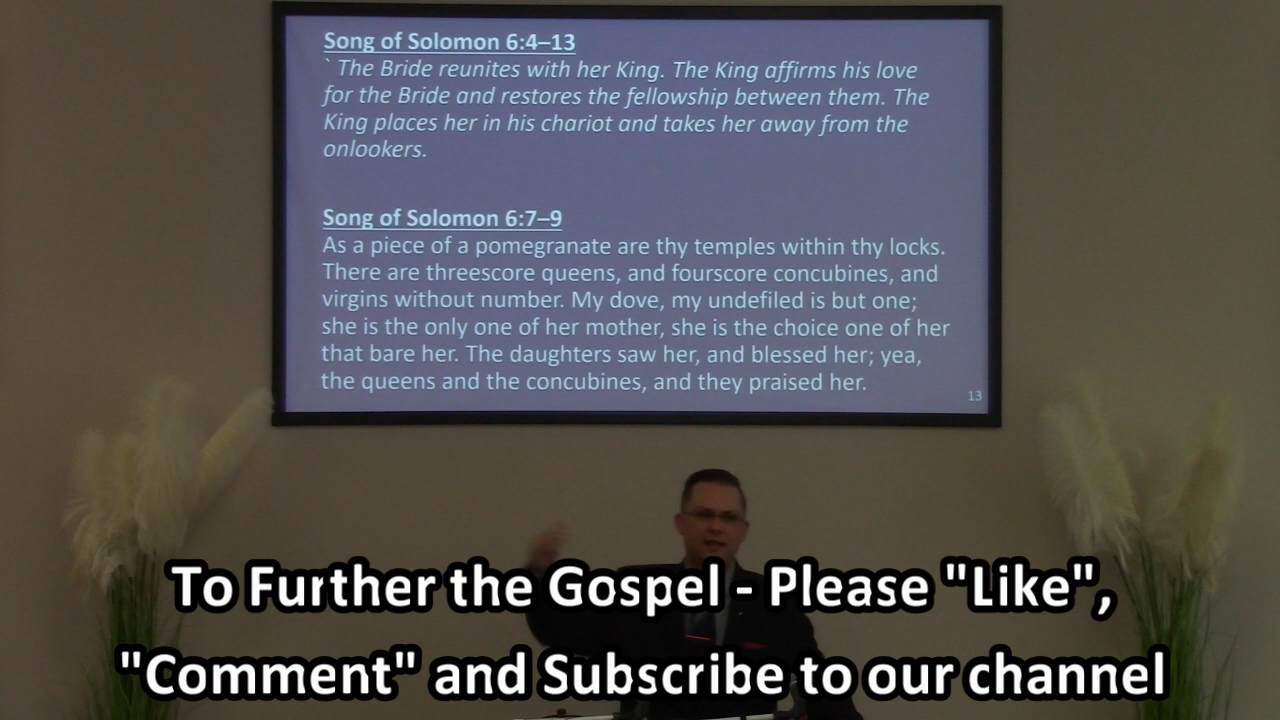 Song of Solomon 6:4–13
` The Bride reunites with her King. The King affirms his love
for the Bride and restores the fellowship between them. The
King places her in his chariot and takes her away from the
onlookers.
Song of Solomon 6:7–9
As a piece of a pomegranate are thy temples within thy locks.
There are threescore queens, and fourscore concubines, and
virgins without number. My dove, my undefiled is but one;
she is the only one of her mother, she is the choice one of her
that bare her. The daughters saw her, and blessed her; yea,
the queens and the concubines, and they praised her.
13
To Further the Gospel - Please "Like",
"Comment" and Subscribe to our channel